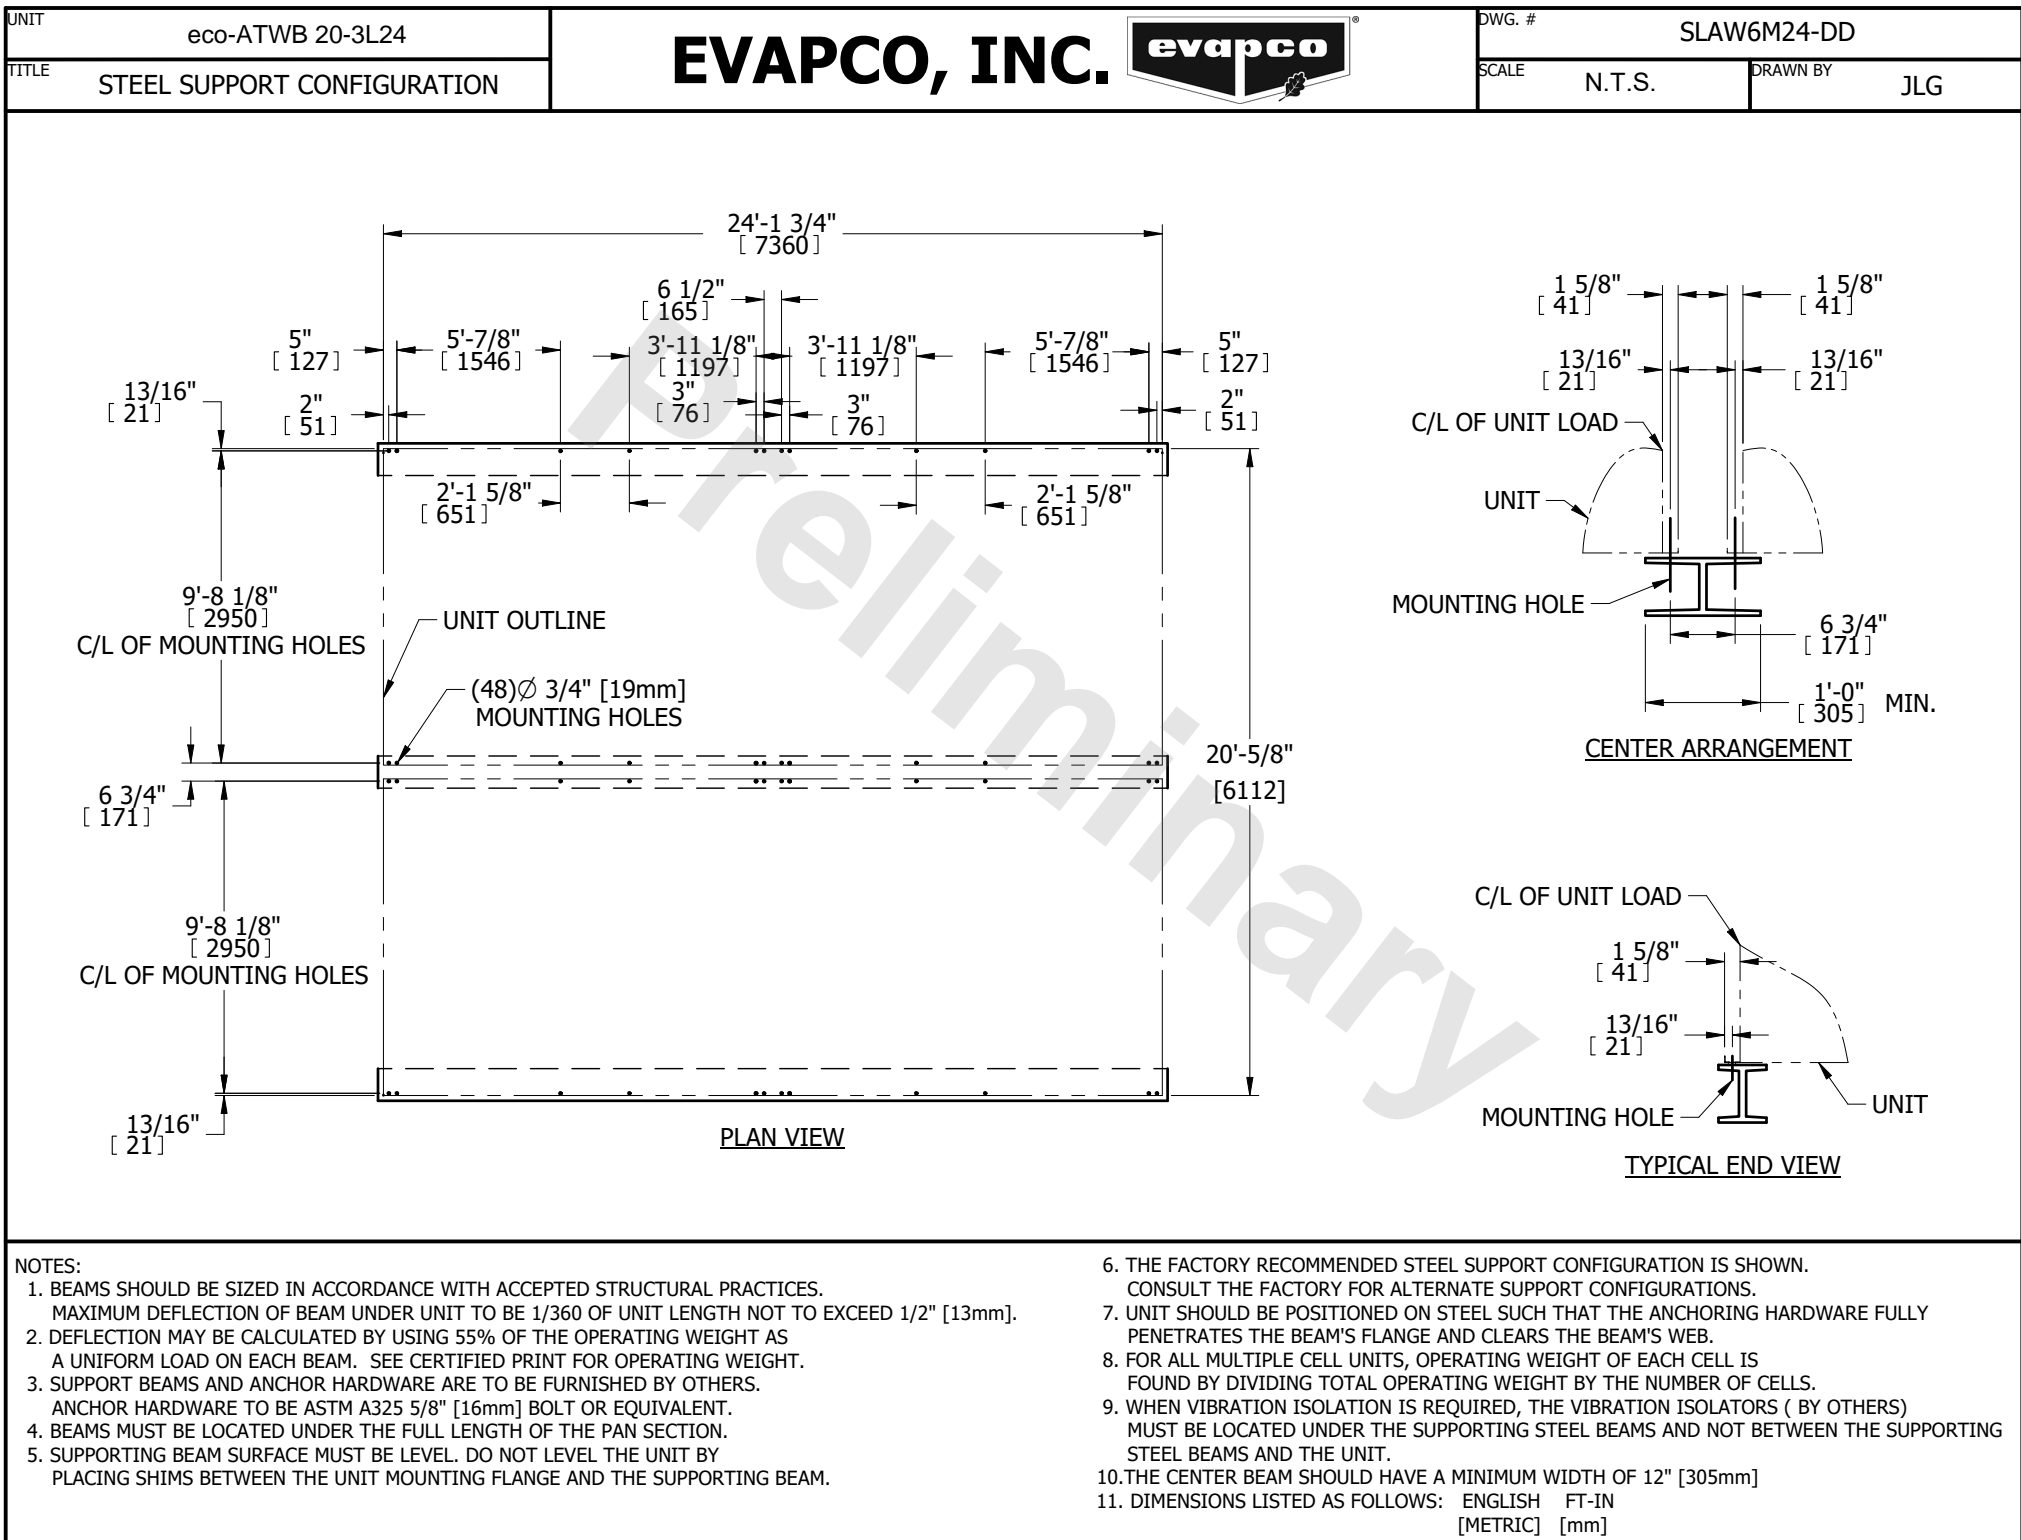 UNIT
eco-ATWB 20-3L24
TITLE
STEEL SUPPORT CONFIGURATION
EVAPCO, INC.
evapco
®
DWG. #
SLAW6M24-DD
SCALE
N.T.S.
DRAWN BY
JLG
24'-1 3/4"
[ 7360 ]
6 1/2"
[ 165 ]
5"
[ 127 ]
5'-7/8"
[ 1546 ]
3'-11 1/8"
[ 1197 ]
3'-11 1/8"
[ 1197 ]
5'-7/8"
[ 1546 ]
5"
[ 127 ]
13/16"
[ 21 ]
2"
[ 51 ]
3"
[ 76 ]
3"
[ 76 ]
2"
[ 51 ]
2'-1 5/8"
[ 651 ]
2'-1 5/8"
[ 651 ]
9'-8 1/8"
[ 2950 ]
C/L OF MOUNTING HOLES
UNIT OUTLINE
(48)Ø 3/4" [19mm]
MOUNTING HOLES
6 3/4"
[ 171 ]
20'-5/8"
[6112]
9'-8 1/8"
[ 2950 ]
C/L OF MOUNTING HOLES
13/16"
[ 21 ]
PLAN VIEW
Preliminary
1 5/8"
[ 41 ]
1 5/8"
[ 41 ]
13/16"
[ 21 ]
13/16"
[ 21 ]
C/L OF UNIT LOAD
UNIT
MOUNTING HOLE
6 3/4"
[ 171 ]
1'-0"
[ 305 ] MIN.
CENTER ARRANGEMENT
C/L OF UNIT LOAD
1 5/8"
[ 41 ]
13/16"
[ 21 ]
MOUNTING HOLE
UNIT
TYPICAL END VIEW
NOTES:
1. BEAMS SHOULD BE SIZED IN ACCORDANCE WITH ACCEPTED STRUCTURAL PRACTICES.
MAXIMUM DEFLECTION OF BEAM UNDER UNIT TO BE 1/360 OF UNIT LENGTH NOT TO EXCEED 1/2" [13mm].
2. DEFLECTION MAY BE CALCULATED BY USING 55% OF THE OPERATING WEIGHT AS
A UNIFORM LOAD ON EACH BEAM. SEE CERTIFIED PRINT FOR OPERATING WEIGHT.
3. SUPPORT BEAMS AND ANCHOR HARDWARE ARE TO BE FURNISHED BY OTHERS.
ANCHOR HARDWARE TO BE ASTM A325 5/8" [16mm] BOLT OR EQUIVALENT.
4. BEAMS MUST BE LOCATED UNDER THE FULL LENGTH OF THE PAN SECTION.
5. SUPPORTING BEAM SURFACE MUST BE LEVEL. DO NOT LEVEL THE UNIT BY
PLACING SHIMS BETWEEN THE UNIT MOUNTING FLANGE AND THE SUPPORTING BEAM.
6. THE FACTORY RECOMMENDED STEEL SUPPORT CONFIGURATION IS SHOWN.
CONSULT THE FACTORY FOR ALTERNATE SUPPORT CONFIGURATIONS.
7. UNIT SHOULD BE POSITIONED ON STEEL SUCH THAT THE ANCHORING HARDWARE FULLY
PENETRATES THE BEAM'S FLANGE AND CLEARS THE BEAM'S WEB.
8. FOR ALL MULTIPLE CELL UNITS, OPERATING WEIGHT OF EACH CELL IS
FOUND BY DIVIDING TOTAL OPERATING WEIGHT BY THE NUMBER OF CELLS.
9. WHEN VIBRATION ISOLATION IS REQUIRED, THE VIBRATION ISOLATORS ( BY OTHERS)
MUST BE LOCATED UNDER THE SUPPORTING STEEL BEAMS AND NOT BETWEEN THE SUPPORTING
STEEL BEAMS AND THE UNIT.
10.THE CENTER BEAM SHOULD HAVE A MINIMUM WIDTH OF 12" [305mm]
11. DIMENSIONS LISTED AS FOLLOWS: ENGLISH FT-IN
[METRIC] [mm]